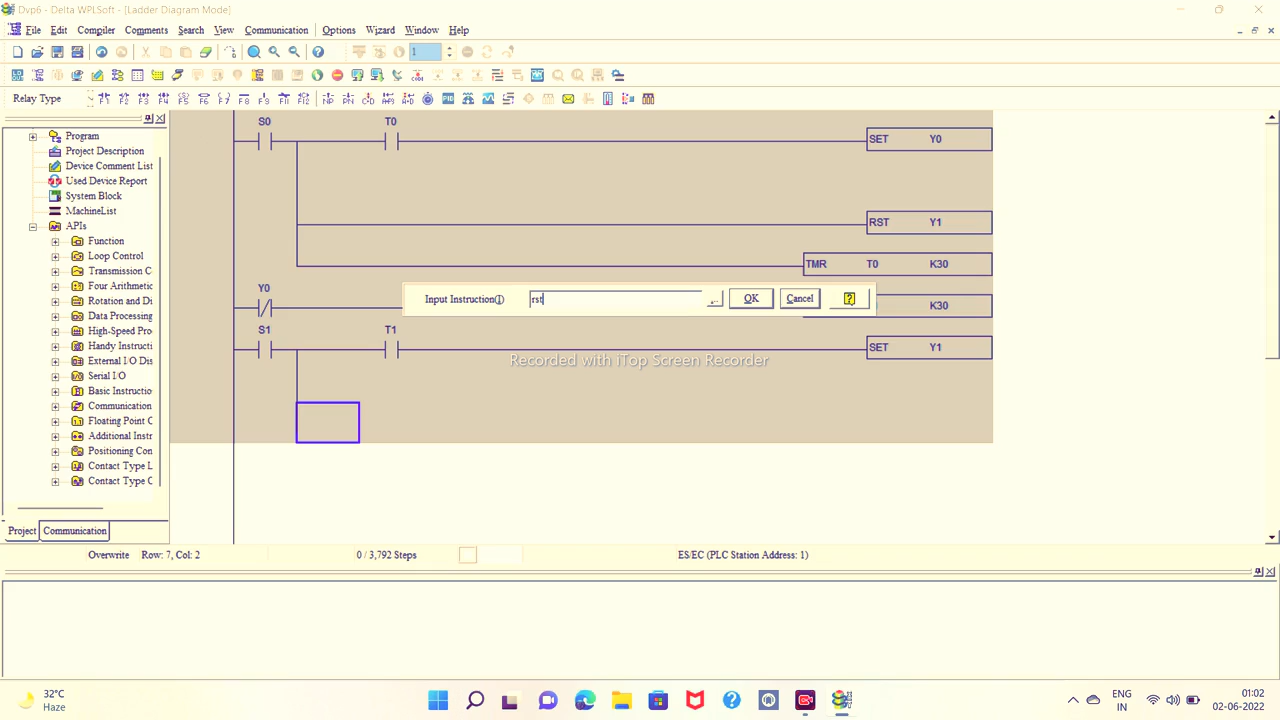 Dvp6 - Delta WPLSoft - [Ladder Diagram Mode]
File Edit Compiler Comments Search View Communication Options Wizard Window Help
1
Relay Type
S0 T0
SET Y0
RST Y1
TMR T0 K30
Y0
Input Instruction(I) rst ... OK Cancel
K30
S1 T1
SET Y1
Recorded with iTop Screen Recorder
Program
Project Description
Device Comment List
Used Device Report
System Block
MachineList
APIs
Function
Loop Control
Transmission C
Four Arithmetic
Rotation and Di
Data Processing
High-Speed Pro
Handy Instructi
External I/O Dis
Serial I/O
Basic Instructio
Communication
Floating Point C
Additional Instr
Positioning Con
Contact Type L
Contact Type C
Project Communication
Overwrite Row: 7, Col: 2 0 / 3,792 Steps ES/EC (PLC Station Address: 1)
32°C
Haze
ENG
IN
01:02
02-06-2022